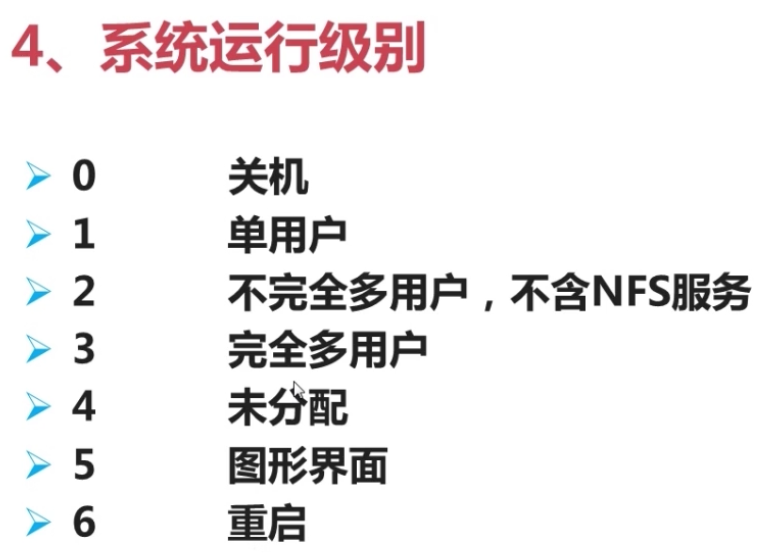 4、系统运行级别
0 关机
1 单用户
2 不完全多用户，不含NFS服务
3 完全多用户
4 未分配
5 图形界面
6 重启